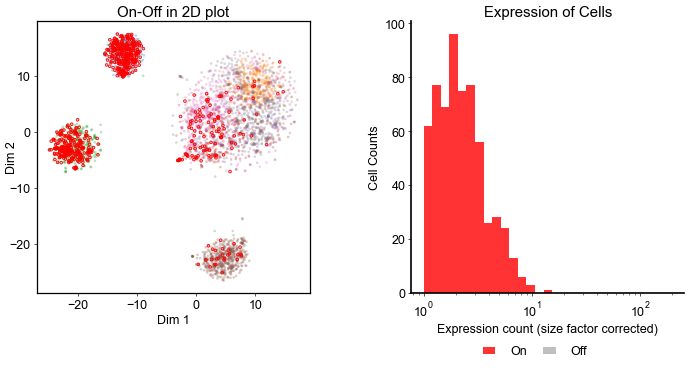 On-Off in 2D plot
Dim 2
10
0
−10
−20
−20
−10
0
10
Dim 1
Expression of Cells
Cell Counts
100
80
60
40
20
0
10^0
10^1
10^2
Expression count (size factor corrected)
On
Off